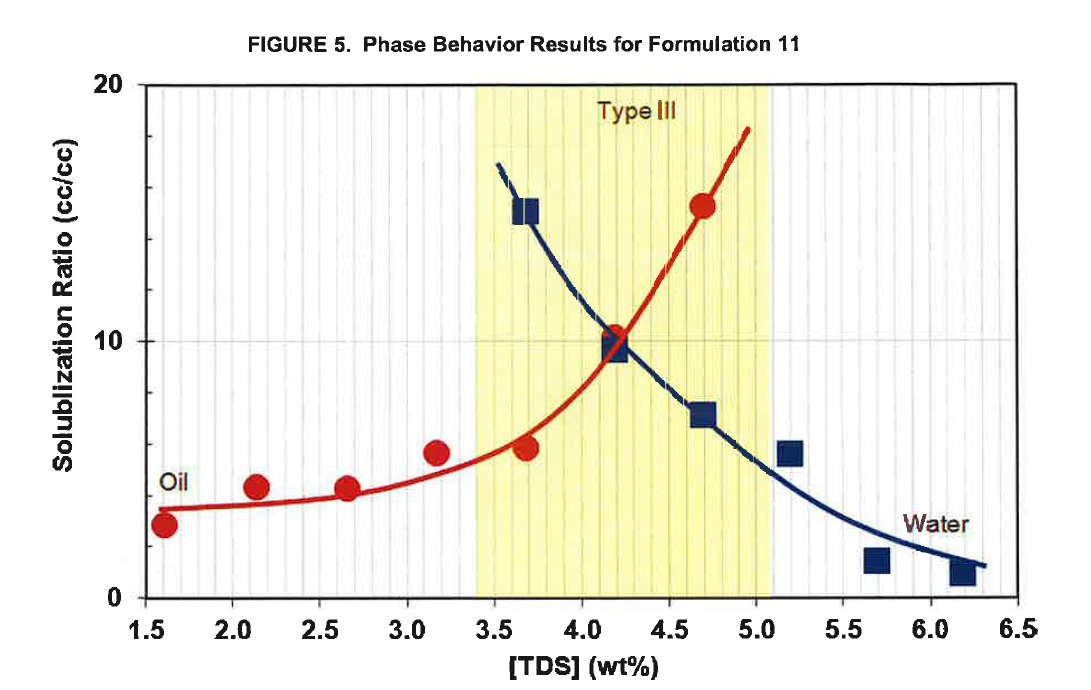 FIGURE 5. Phase Behavior Results for Formulation 11
20
10
0
Solublization Ratio (cc/cc)
Type III
Oil
Water
1.5 2.0 2.5 3.0 3.5 4.0 4.5 5.0 5.5 6.0 6.5
[TDS] (wt%)